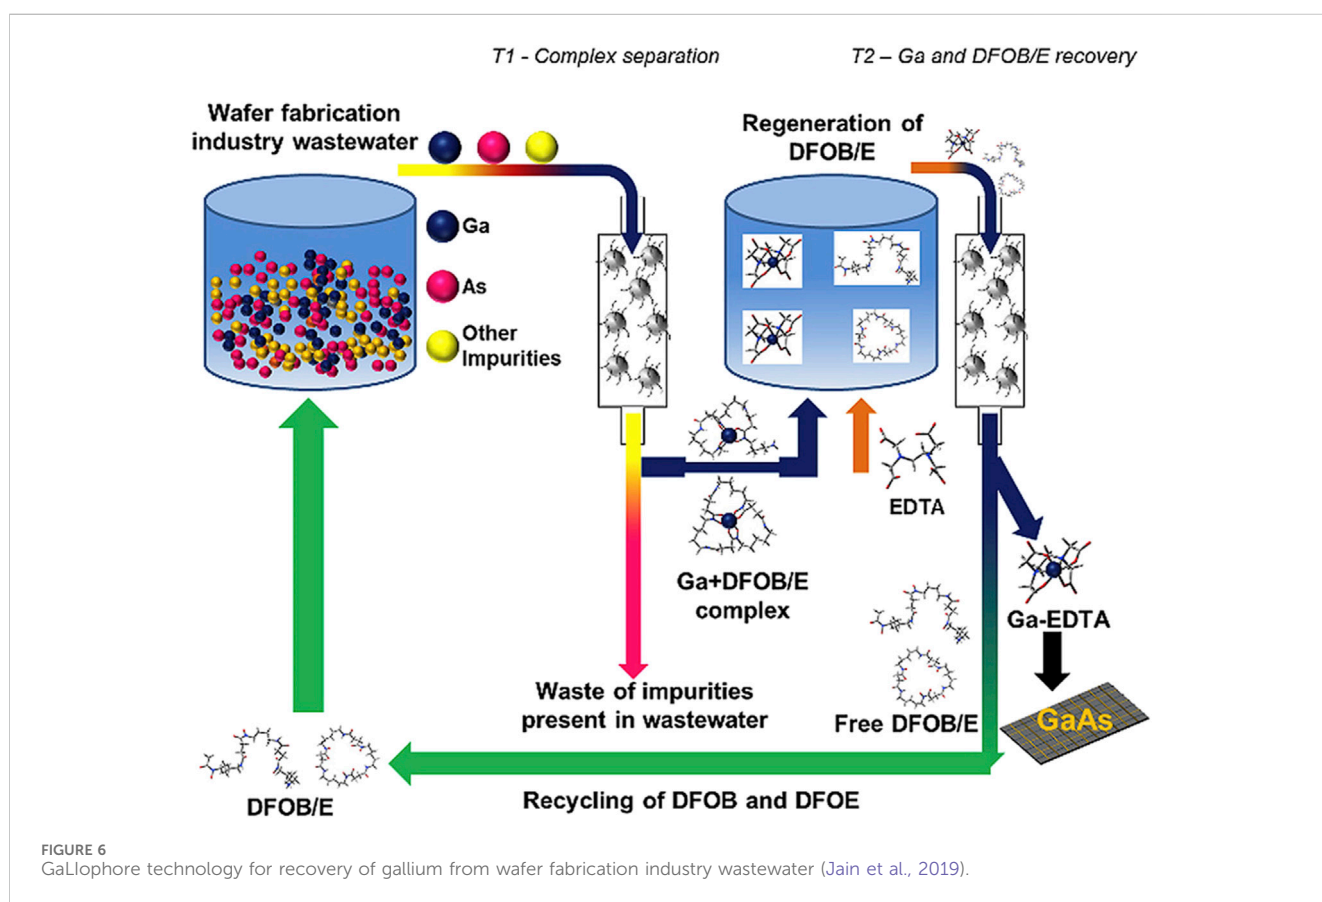 T1 - Complex separation
T2 – Ga and DFOB/E recovery
Wafer fabrication
industry wastewater
Regeneration of
DFOB/E
Ga
As
Other
Impurities
EDTA
Ga+DFOB/E
complex
Ga-EDTA
Waste of impurities
present in wastewater
Free DFOB/E
GaAs
DFOB/E
Recycling of DFOB and DFOE
FIGURE 6
GaLIophore technology for recovery of gallium from wafer fabrication industry wastewater (Jain et al., 2019).